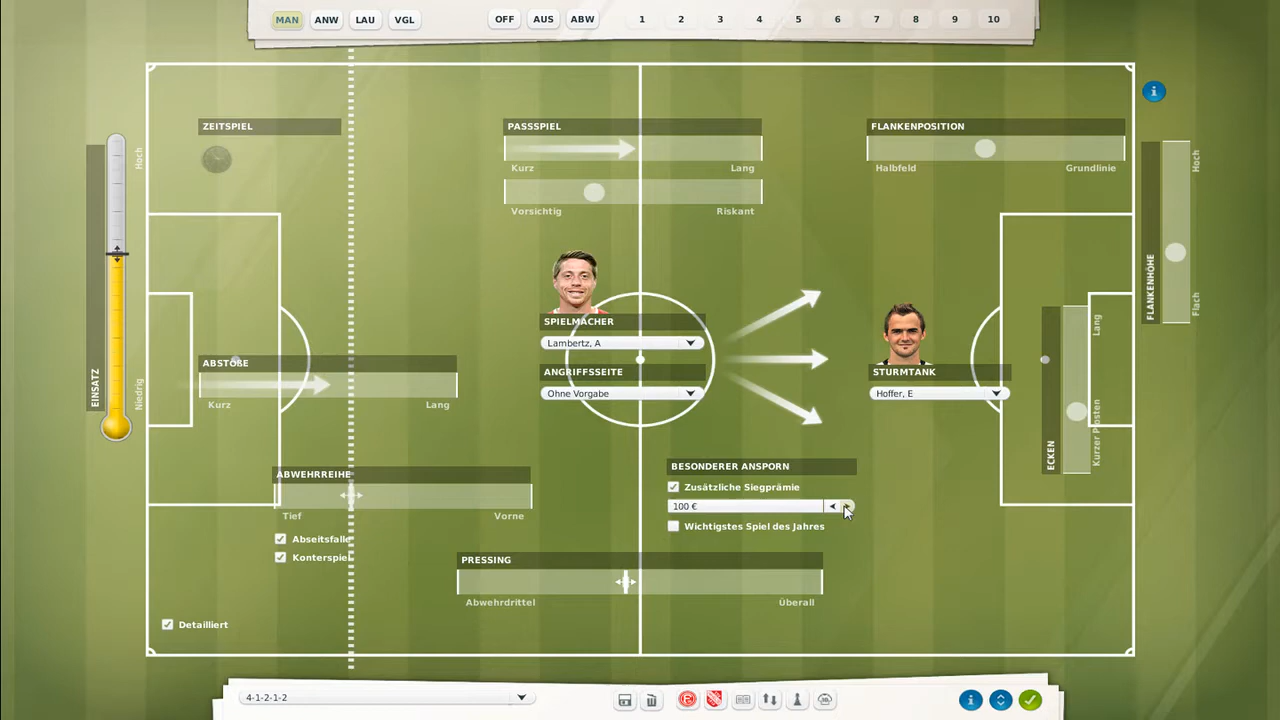 MAN ANW LAU VGL OFF AUS ABW 1 2 3 4 5 6 7 8 9 10
ZEITSPIEL
PASSSPIEL
Kurz Lang
Vorsichtig Riskant
FLANKENPOSITION
Halbfeld Grundlinie
Hoch
EINSATZ
Niedrig
Hoch
FLANKENHÖHE
Flach
SPIELMACHER
Lambertz, A
ANGRIFFSSEITE
Ohne Vorgabe
STURMTANK
Hoffer, E
ABSTÖßE
Kurz Lang
Lang
ECKEN
Kurzer Pfosten
ABWEHRREIHE
Tief Vorne
Abseitsfalle
Konterspiel
BESONDERER ANSPORN
Zusätzliche Siegprämie
100 €
Wichtigstes Spiel des Jahres
PRESSING
Abwehrdrittel Überall
Detailliert
4-1-2-1-2